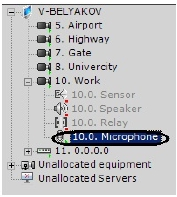 V-BELYAKOV
5. Airport
6. Highway
7. Gate
8. Univercity
10. Work
10.0. Sensor
10.0. Speaker
10.0. Relay
10.0. Microphone
11. 0.0.0.0
Unallocated equipment
Unallocated Servers